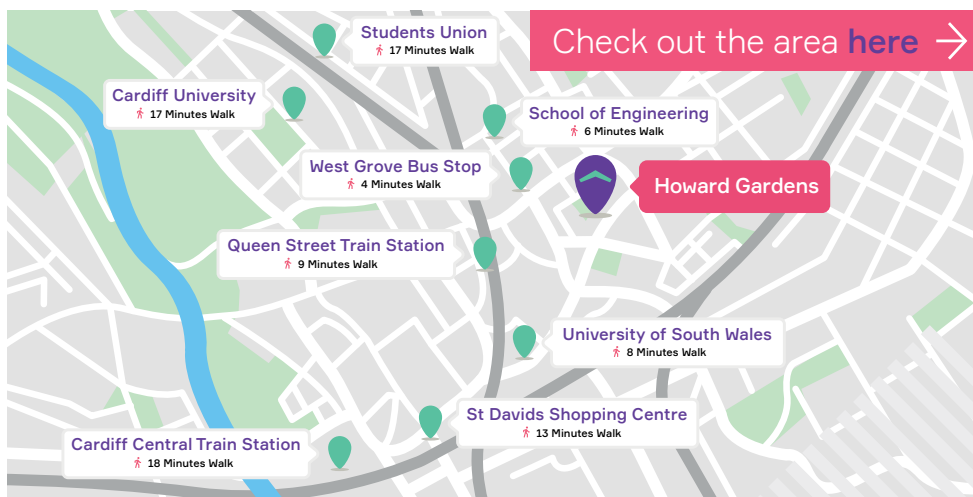 Students Union
17 Minutes Walk
Check out the area here
Cardiff University
17 Minutes Walk
School of Engineering
6 Minutes Walk
West Grove Bus Stop
4 Minutes Walk
Howard Gardens
Queen Street Train Station
9 Minutes Walk
University of South Wales
8 Minutes Walk
St Davids Shopping Centre
13 Minutes Walk
Cardiff Central Train Station
18 Minutes Walk